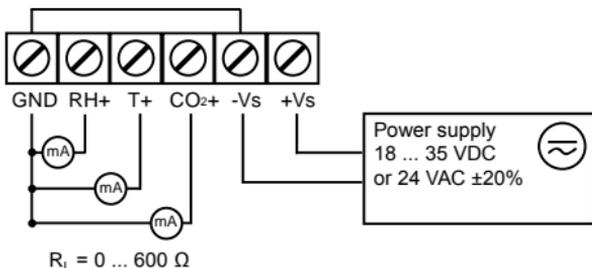 GND RH+ T+ CO₂+ -Vs +Vs
mA
mA
mA
Power supply
18 ... 35 VDC
or 24 VAC ±20%
R_L = 0 ... 600 Ω